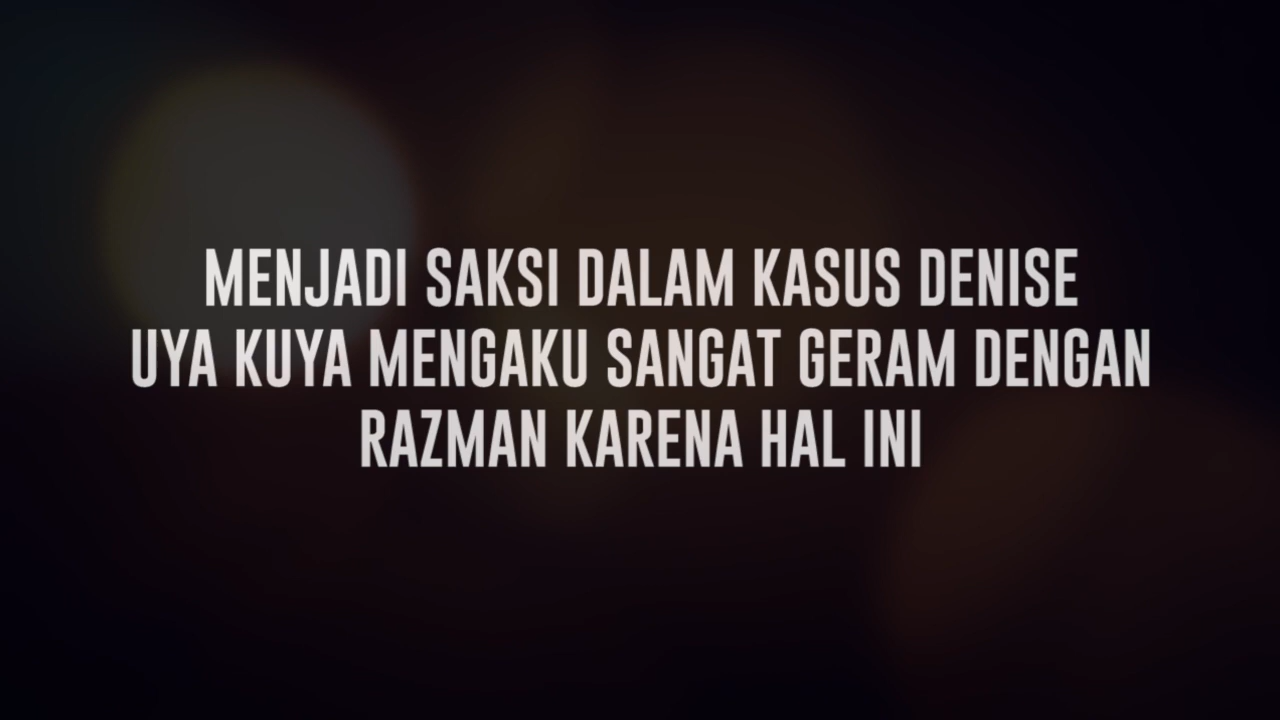 MENJADI SAKSI DALAM KASUS DENISE
UYA KUYA MENGAKU SANGAT GERAM DENGAN
RAZMAN KARENA HAL INI